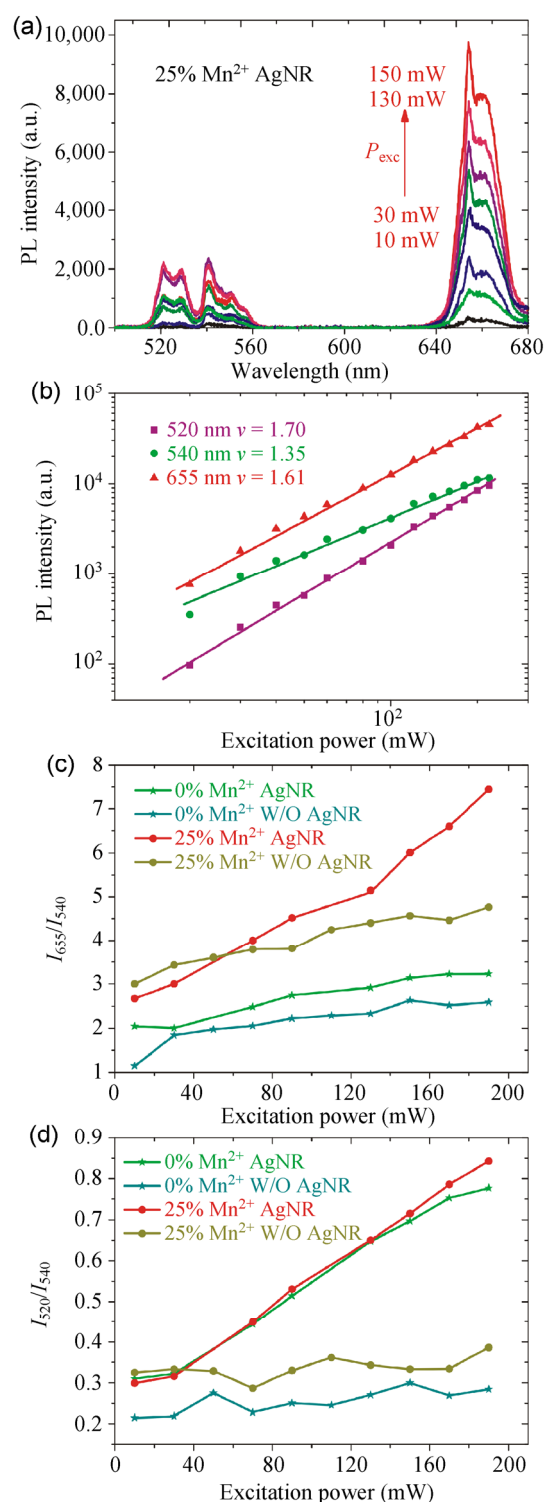 (a)
10,000
8,000
6,000
4,000
2,000
0.0
PL intensity (a.u.)
25% Mn²⁺ AgNR
150 mW
130 mW
P_exc
30 mW
10 mW
520 560 600 640 680
Wavelength (nm)
(b)
10⁵
10⁴
10³
10²
PL intensity (a.u.)
520 nm v = 1.70
540 nm v = 1.35
655 nm v = 1.61
10²
Excitation power (mW)
(c)
8
7
6
5
4
3
2
1
I₆₅₅/I₅₄₀
0% Mn²⁺ AgNR
0% Mn²⁺ W/O AgNR
25% Mn²⁺ AgNR
25% Mn²⁺ W/O AgNR
0 40 80 120 160 200
Excitation power (mW)
(d)
0.9
0.8
0.7
0.6
0.5
0.4
0.3
0.2
I₅₂₀/I₅₄₀
0% Mn²⁺ AgNR
0% Mn²⁺ W/O AgNR
25% Mn²⁺ AgNR
25% Mn²⁺ W/O AgNR
0 40 80 120 160 200
Excitation power (mW)